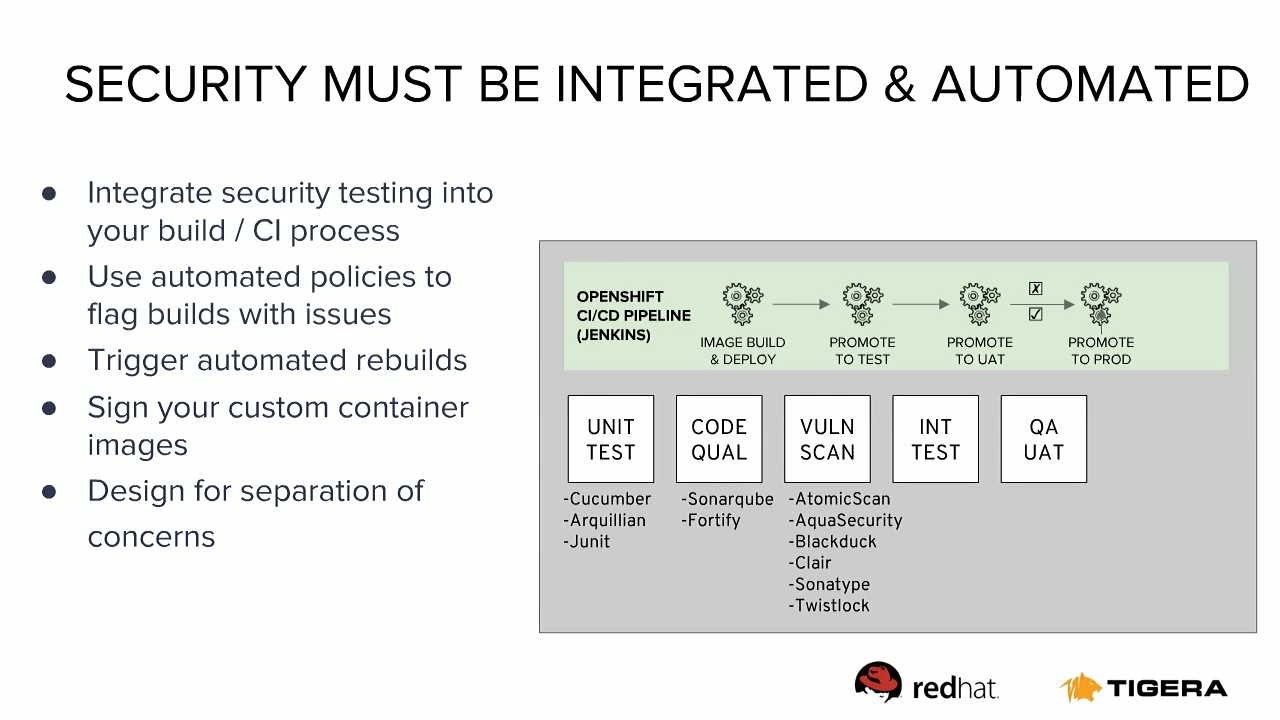 SECURITY MUST BE INTEGRATED & AUTOMATED
● Integrate security testing into
your build / CI process
● Use automated policies to
flag builds with issues
● Trigger automated rebuilds
● Sign your custom container
images
● Design for separation of
concerns
OPENSHIFT
CI/CD PIPELINE
(JENKINS)
IMAGE BUILD
& DEPLOY
PROMOTE
TO TEST
PROMOTE
TO UAT
PROMOTE
TO PROD
UNIT
TEST
CODE
QUAL
VULN
SCAN
INT
TEST
QA
UAT
-Cucumber
-Arquillian
-Junit
-Sonarqube
-Fortify
-AtomicScan
-AquaSecurity
-Blackduck
-Clair
-Sonatype
-Twistlock
redhat.
TIGERA